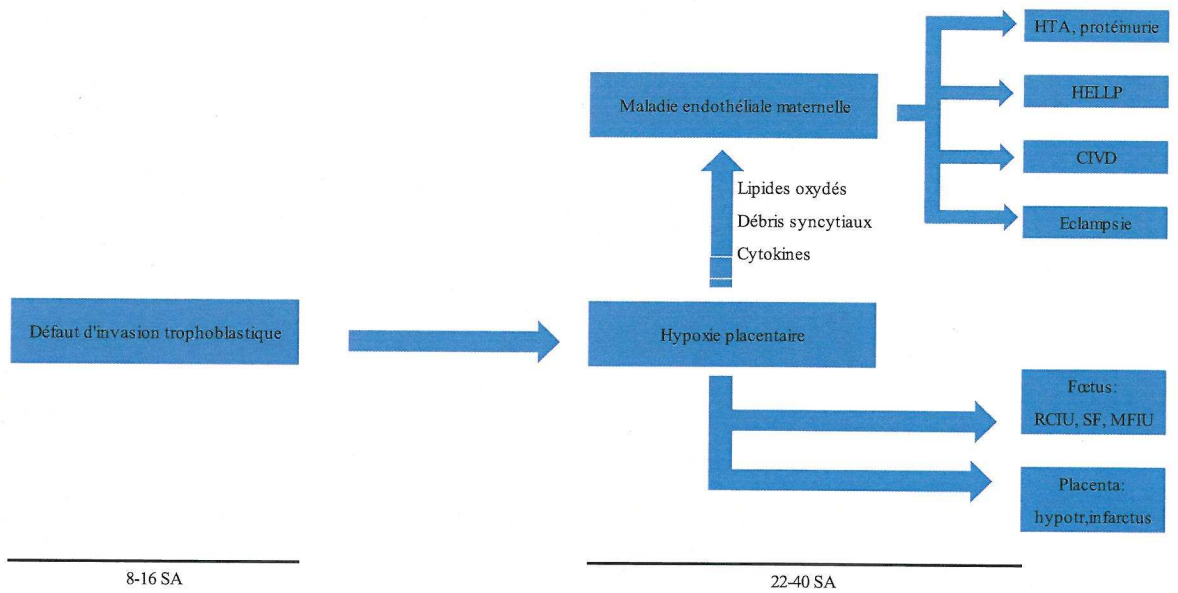 HTA, protéinurie
Maladie endothéliale maternelle
HELLP
CIVD
Eclampsie
Lipides oxydés
Débris syncytiaux
Cytokines
Défaut d'invasion trophoblastique
Hypoxie placentaire
Fœtus:
RCIU, SF, MFIU
Placenta:
hypotr,infarctus
8-16 SA
22-40 SA